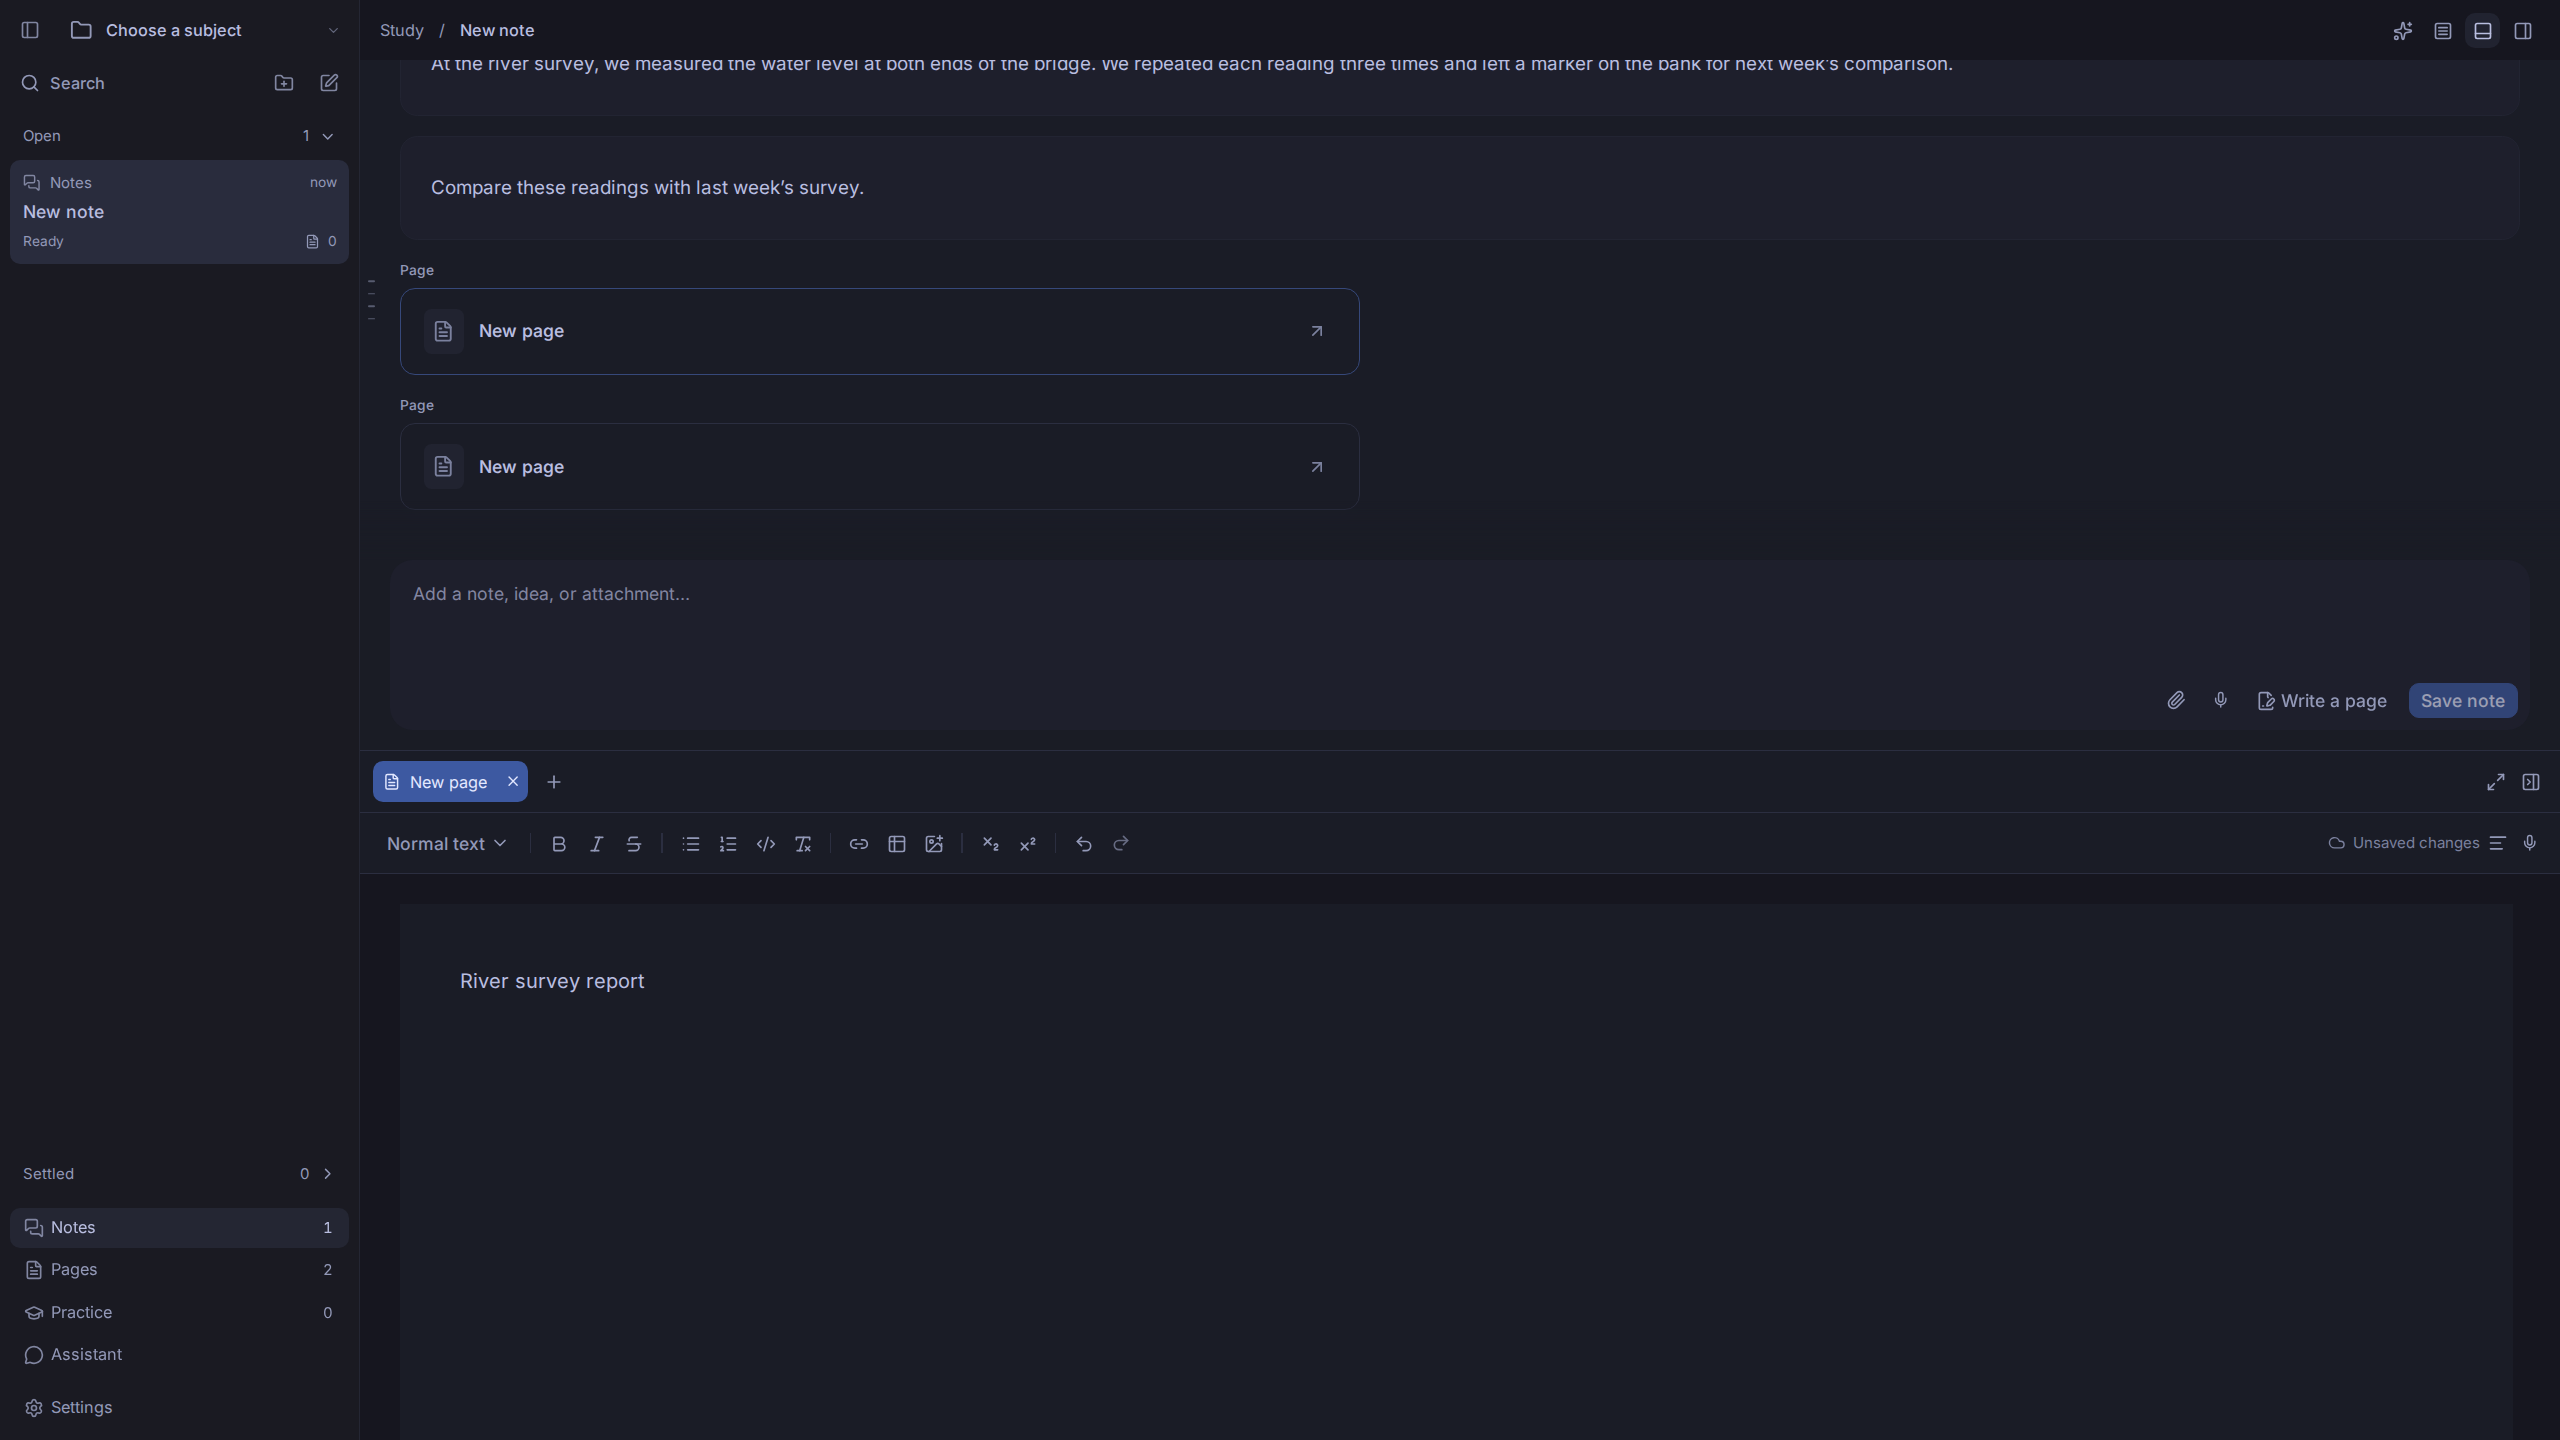 Choose a subject
Search
Open 1
Notes now
New note
Ready 0
Settled 0
Notes 1
Pages 2
Practice 0
Assistant
Settings
Study / New note
At the river survey, we measured the water level at both ends of the bridge. We repeated each reading three times and left a marker on the bank for next week’s comparison.
Compare these readings with last week’s survey.
Page
New page
Page
New page
Add a note, idea, or attachment...
Write a page Save note
New page
Normal text Unsaved changes
River survey report